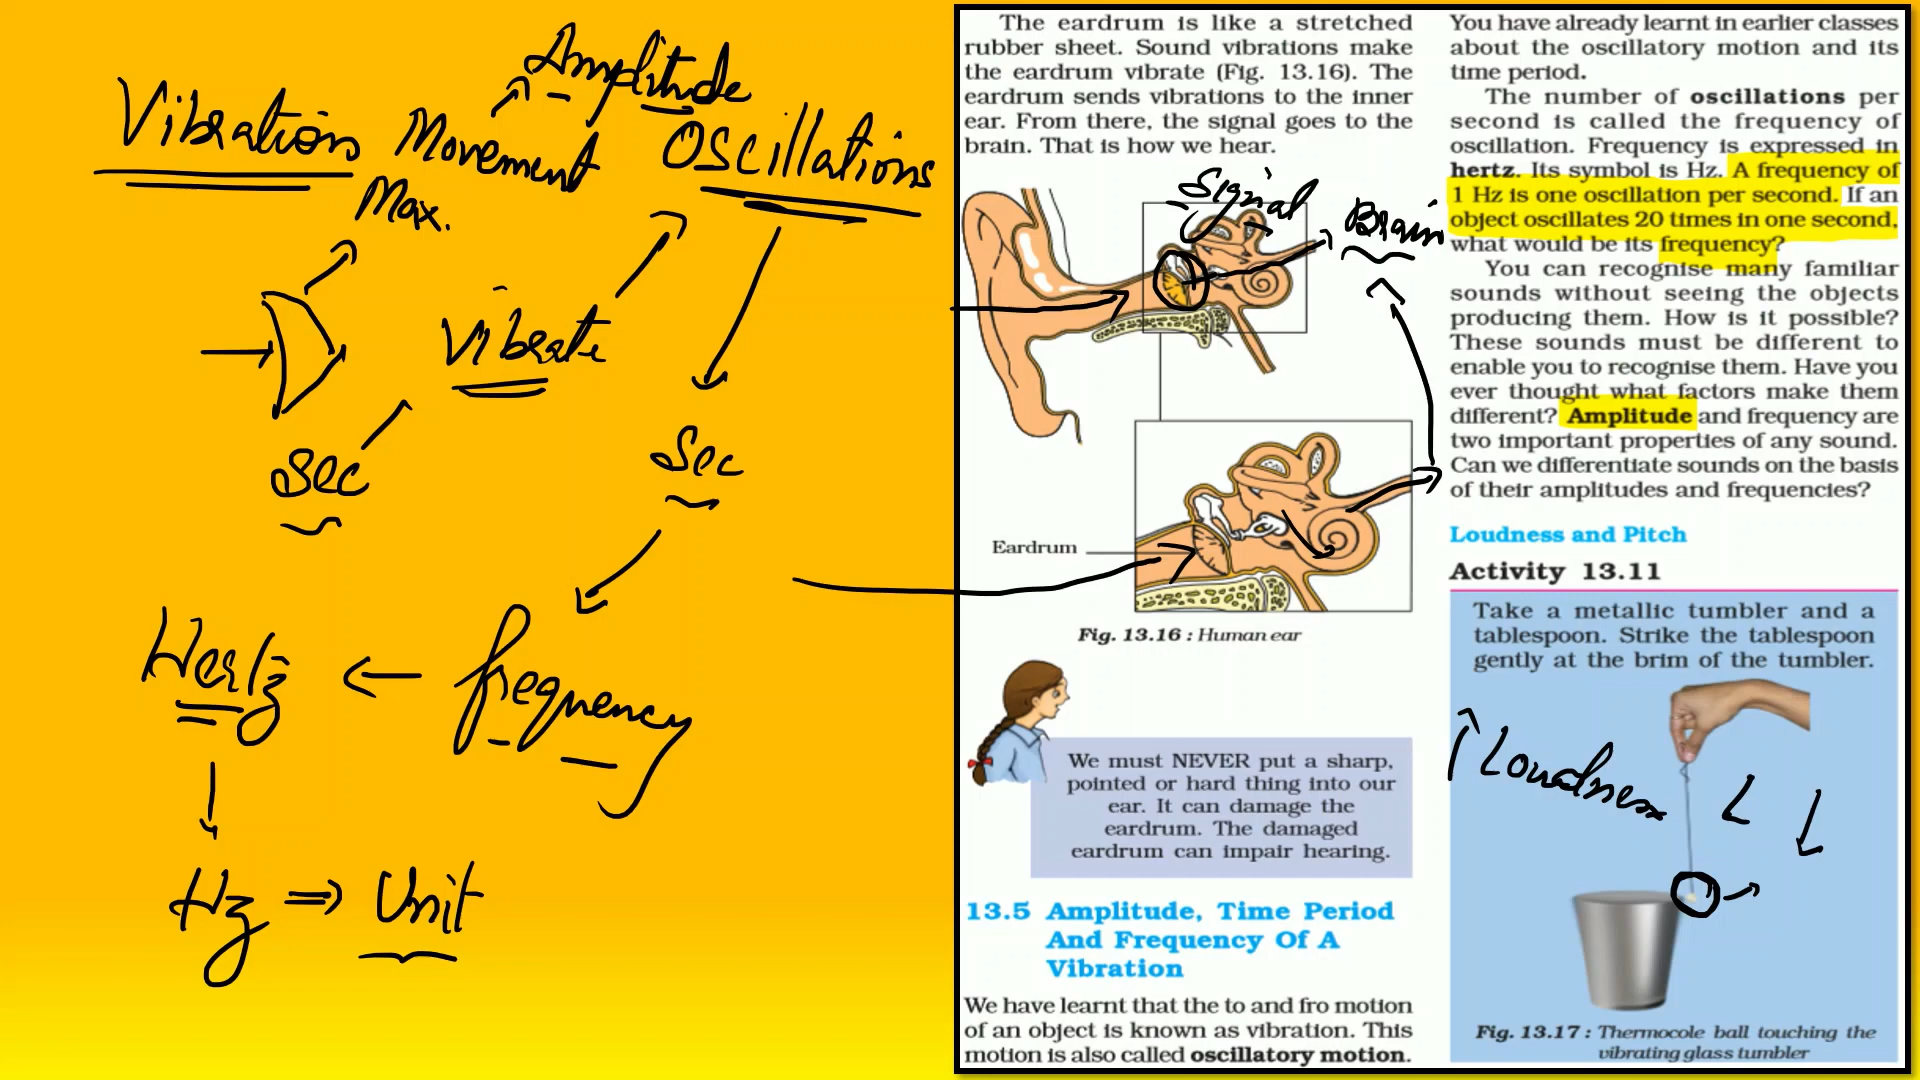 Amplitude
Vibration Movement Oscillations
Max.
Vibrate
Sec
Sec
Hertz
frequency
Hz ⇒ Unit
The eardrum is like a stretched
rubber sheet. Sound vibrations make
the eardrum vibrate (Fig. 13.16). The
eardrum sends vibrations to the inner
ear. From there, the signal goes to the
brain. That is how we hear.
Signal
Brain
Eardrum
Fig. 13.16 : Human ear
We must NEVER put a sharp,
pointed or hard thing into our
ear. It can damage the
eardrum. The damaged
eardrum can impair hearing.
13.5 Amplitude, Time Period
And Frequency Of A
Vibration
We have learnt that the to and fro motion
of an object is known as vibration. This
motion is also called oscillatory motion.
You have already learnt in earlier classes
about the oscillatory motion and its
time period.
The number of oscillations per
second is called the frequency of
oscillation. Frequency is expressed in
hertz. Its symbol is Hz. A frequency of
1 Hz is one oscillation per second. If an
object oscillates 20 times in one second,
what would be its frequency?
You can recognise many familiar
sounds without seeing the objects
producing them. How is it possible?
These sounds must be different to
enable you to recognise them. Have you
ever thought what factors make them
different? Amplitude and frequency are
two important properties of any sound.
Can we differentiate sounds on the basis
of their amplitudes and frequencies?
Loudness and Pitch
Activity 13.11
Take a metallic tumbler and a
tablespoon. Strike the tablespoon
gently at the brim of the tumbler.
↑ Loudness L ↓
Fig. 13.17 : Thermocole ball touching the
vibrating glass tumbler